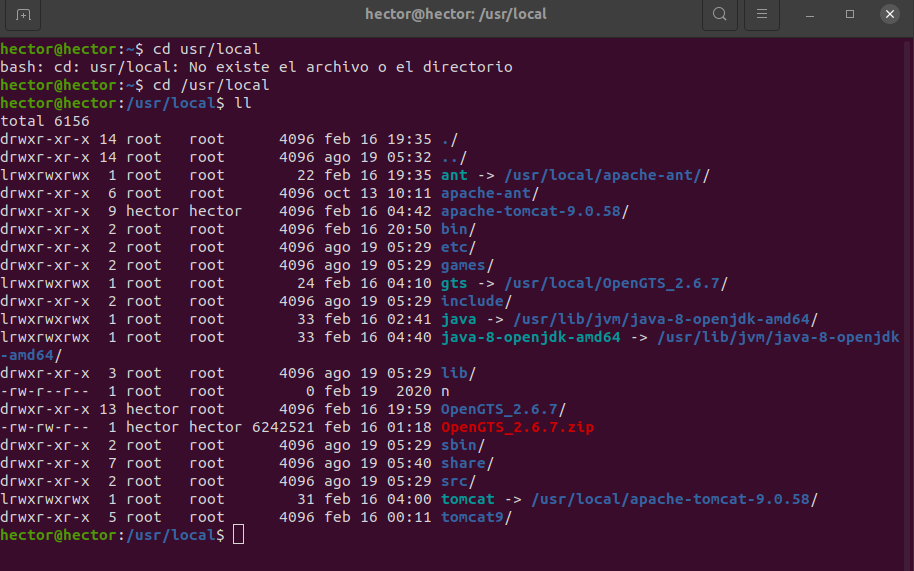 hector@hector: /usr/local
hector@hector:~$ cd usr/local
bash: cd: usr/local: No existe el archivo o el directorio
hector@hector:~$ cd /usr/local
hector@hector:/usr/local$ ll
total 6156
drwxr-xr-x 14 root   root      4096 feb 16 19:35 ./
drwxr-xr-x 14 root   root      4096 ago 19 05:32 ../
lrwxrwxrwx  1 root   root        22 feb 16 19:35 ant -> /usr/local/apache-ant//
drwxr-xr-x  6 root   root      4096 oct 13 10:11 apache-ant/
drwxr-xr-x  9 hector hector    4096 feb 16 04:42 apache-tomcat-9.0.58/
drwxr-xr-x  2 root   root      4096 feb 16 20:50 bin/
drwxr-xr-x  2 root   root      4096 ago 19 05:29 etc/
drwxr-xr-x  2 root   root      4096 ago 19 05:29 games/
lrwxrwxrwx  1 root   root        24 feb 16 04:10 gts -> /usr/local/OpenGTS_2.6.7/
drwxr-xr-x  2 root   root      4096 ago 19 05:29 include/
lrwxrwxrwx  1 root   root        33 feb 16 02:41 java -> /usr/lib/jvm/java-8-openjdk-amd64/
lrwxrwxrwx  1 root   root        33 feb 16 04:40 java-8-openjdk-amd64 -> /usr/lib/jvm/java-8-openjdk
-amd64/
drwxr-xr-x  3 root   root      4096 ago 19 05:29 lib/
-rw-r--r--  1 root   root         0 feb 19  2020 n
drwxr-xr-x 13 hector root      4096 feb 16 19:59 OpenGTS_2.6.7/
-rw-rw-r--  1 hector hector 6242521 feb 16 01:18 OpenGTS_2.6.7.zip
drwxr-xr-x  2 root   root      4096 ago 19 05:29 sbin/
drwxr-xr-x  7 root   root      4096 ago 19 05:40 share/
drwxr-xr-x  2 root   root      4096 ago 19 05:29 src/
lrwxrwxrwx  1 root   root        31 feb 16 04:00 tomcat -> /usr/local/apache-tomcat-9.0.58/
drwxr-xr-x  5 root   root      4096 feb 16 00:11 tomcat9/
hector@hector:/usr/local$